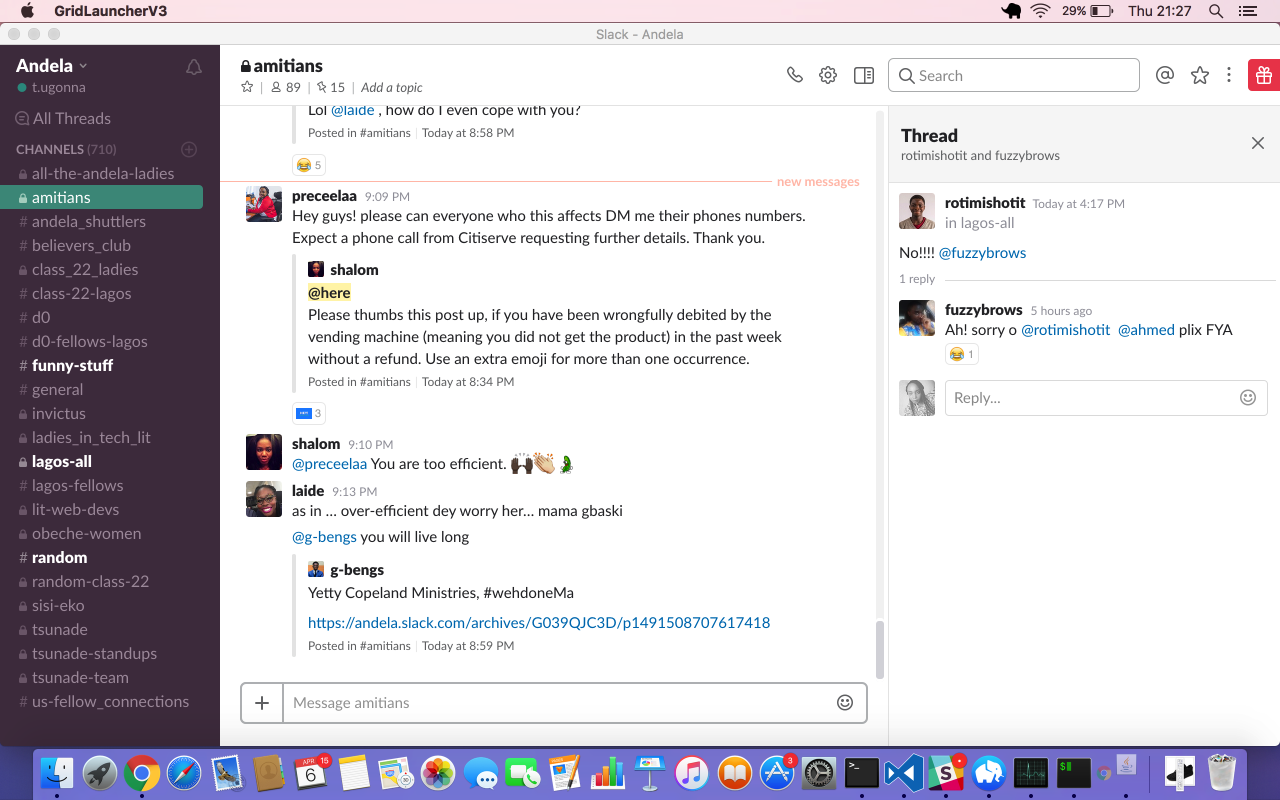 GridLauncherV3
29%
Thu 21:27
Slack - Andela
Andela
t.ugonna
All Threads
CHANNELS (710)
all-the-andela-ladies
amitians
# andela_shuttlers
# believers_club
class_22_ladies
# class-22-lagos
# d0
# d0-fellows-lagos
# funny-stuff
# general
invictus
ladies_in_tech_lit
lagos-all
# lagos-fellows
lit-web-devs
obeche-women
# random
random-class-22
sisi-eko
tsunade
tsunade-standups
tsunade-team
# us-fellow_connections
amitians
89
15
Add a topic
Search
Lol @laide , how do I even cope with you?
Posted in #amitians
Today at 8:58 PM
5
new messages
preceelaa 9:09 PM
Hey guys! please can everyone who this affects DM me their phones numbers.
Expect a phone call from Citiserve requesting further details. Thank you.
shalom
@here
Please thumbs this post up, if you have been wrongfully debited by the
vending machine (meaning you did not get the product) in the past week
without a refund. Use an extra emoji for more than one occurrence.
Posted in #amitians
Today at 8:34 PM
3
shalom 9:10 PM
@preceelaa You are too efficient.
laide 9:13 PM
as in ... over-efficient dey worry her... mama gbaski
@g-bengs you will live long
g-bengs
Yetty Copeland Ministries, #wehdoneMa
https://andela.slack.com/archives/G039QJC3D/p1491508707617418
Posted in #amitians
Today at 8:59 PM
Message amitians
Thread
rotimishotit and fuzzybrows
rotimishotit Today at 4:17 PM
in lagos-all
No!!!! @fuzzybrows
1 reply
fuzzybrows 5 hours ago
Ah! sorry o @rotimishotit @ahmed plix FYA
1
Reply...
APR
6
15
3